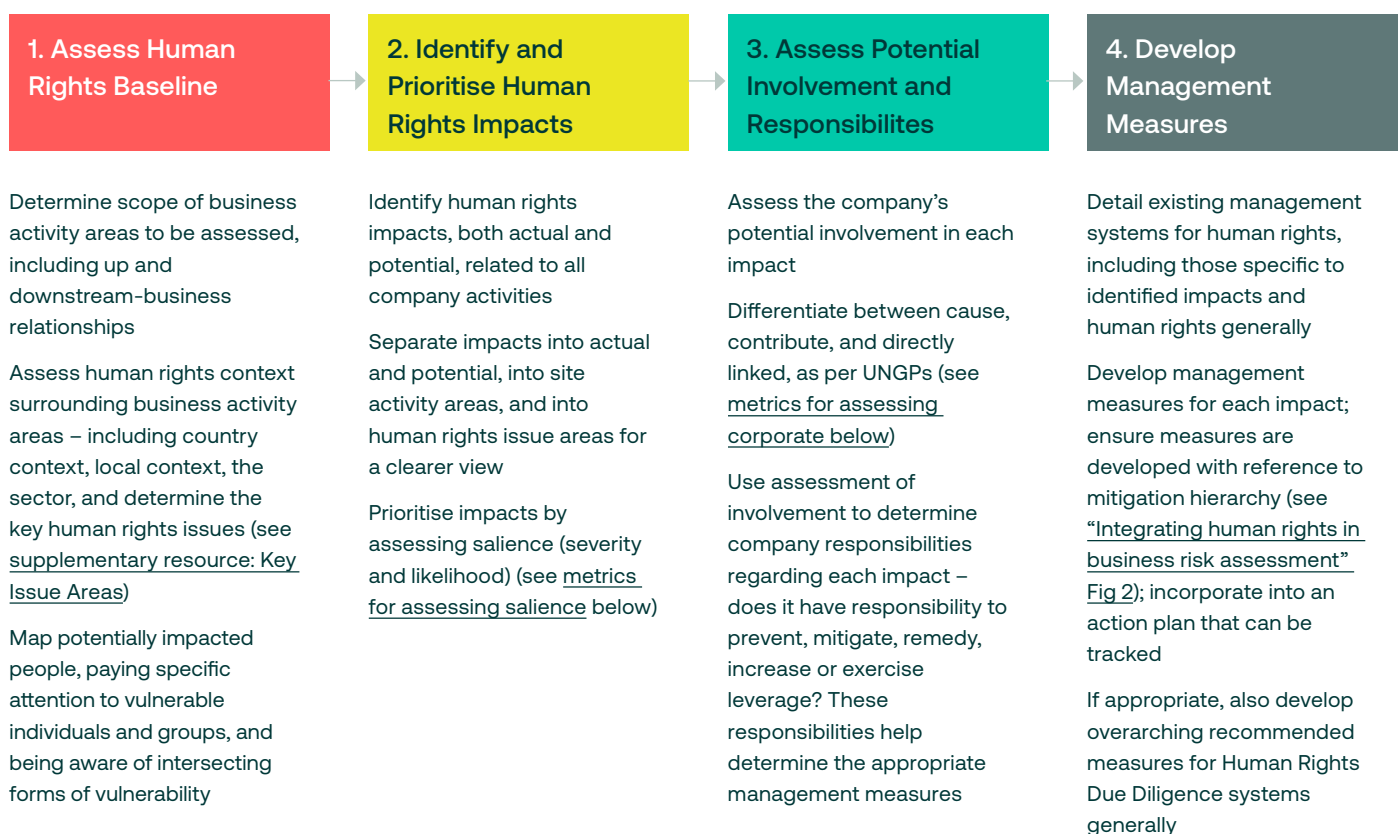 1. Assess Human
Rights Baseline
2. Identify and
Prioritise Human
Rights Impacts
3. Assess Potential
Involvement and
Responsibilites
4. Develop
Management
Measures
Determine scope of business
activity areas to be assessed,
including up and
downstream-business
relationships
Assess human rights context
surrounding business activity
areas – including country
context, local context, the
sector, and determine the
key human rights issues (see
supplementary resource: Key
Issue Areas)
Map potentially impacted
people, paying specific
attention to vulnerable
individuals and groups, and
being aware of intersecting
forms of vulnerability
Identify human rights
impacts, both actual and
potential, related to all
company activities
Separate impacts into actual
and potential, into site
activity areas, and into
human rights issue areas for
a clearer view
Prioritise impacts by
assessing salience (severity
and likelihood) (see metrics
for assessing salience below)
Assess the company’s
potential involvement in each
impact
Differentiate between cause,
contribute, and directly
linked, as per UNGPs (see
metrics for assessing
corporate below)
Use assessment of
involvement to determine
company responsibilities
regarding each impact –
does it have responsibility to
prevent, mitigate, remedy,
increase or exercise
leverage? These
responsibilities help
determine the appropriate
management measures
Detail existing management
systems for human rights,
including those specific to
identified impacts and
human rights generally
Develop management
measures for each impact;
ensure measures are
developed with reference to
mitigation hierarchy (see
“Integrating human rights in
business risk assessment”
Fig 2); incorporate into an
action plan that can be
tracked
If appropriate, also develop
overarching recommended
measures for Human Rights
Due Diligence systems
generally